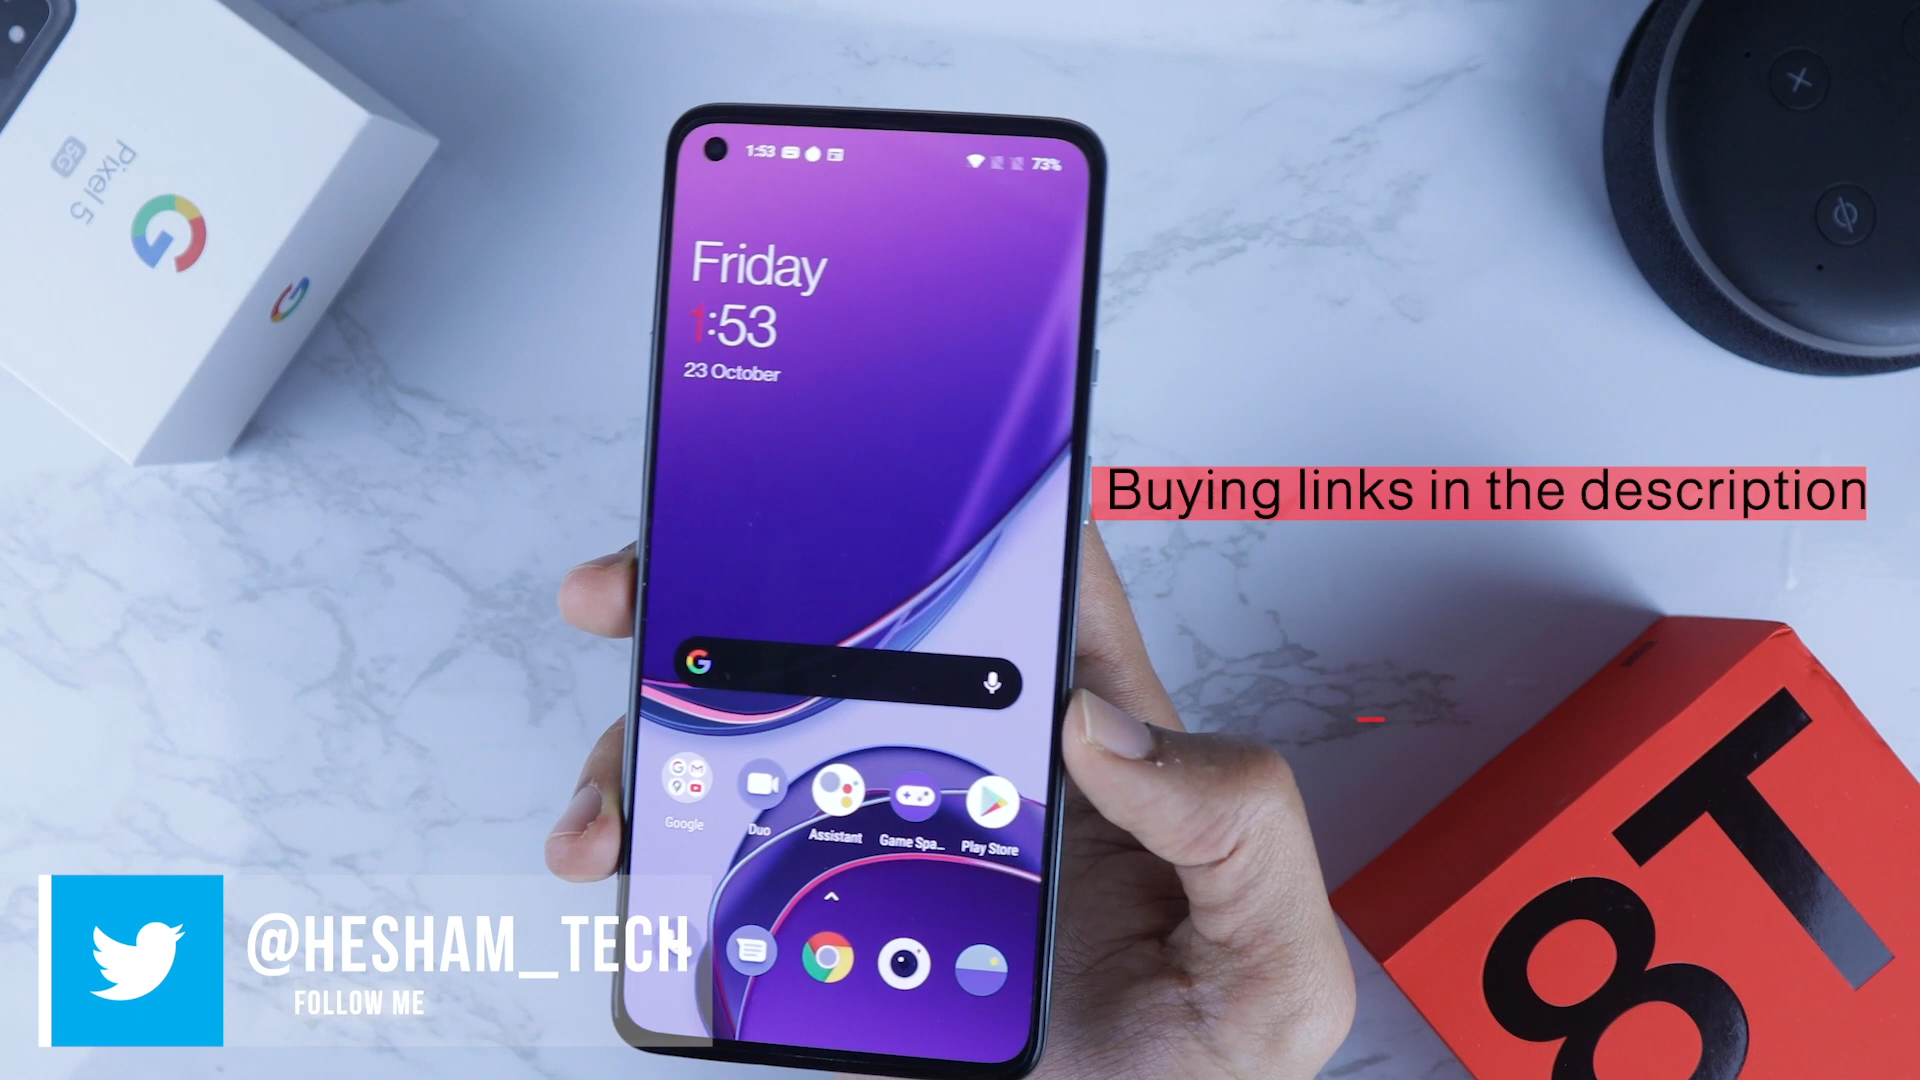 Pixel 5
5G
G
1:53
73%
Friday
1:53
23 October
Buying links in the description
G
Google
Duo
Assistant
Game Spa...
Play Store
8T
@HESHAM_TECH
FOLLOW ME